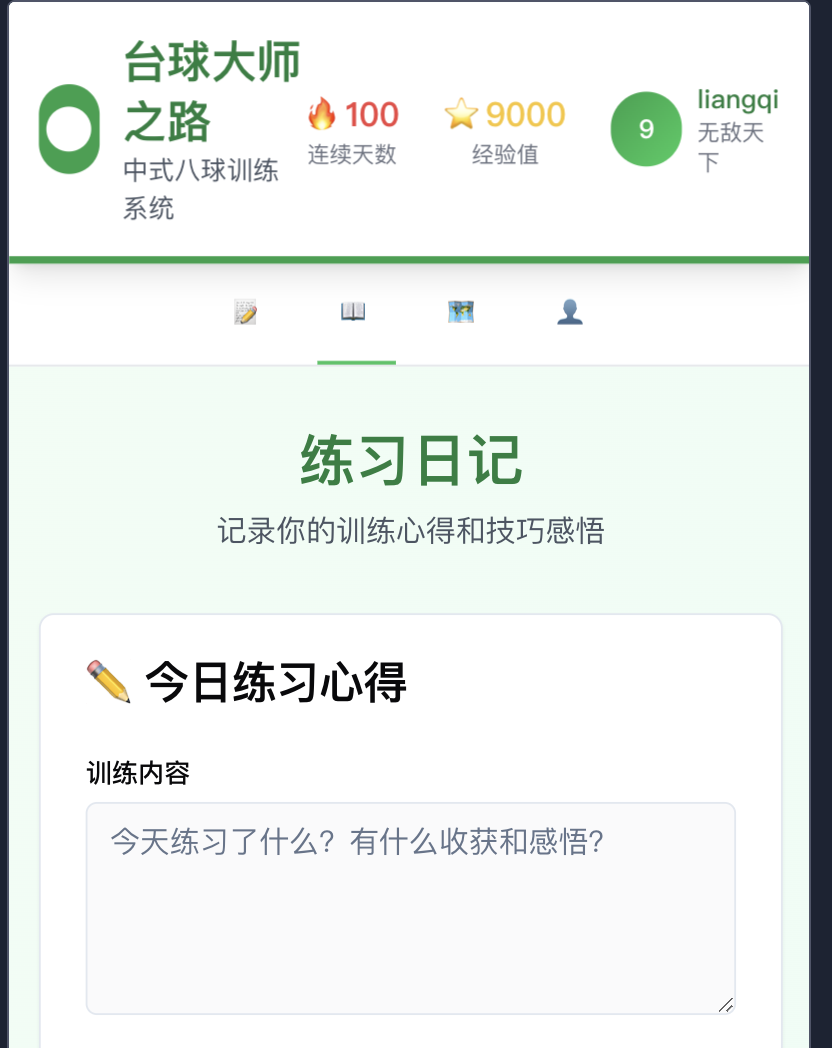 台球大师
之路
中式八球训练
系统
🔥 100
连续天数
⭐ 9000
经验值
9
liangqi
无敌天
下
练习日记
记录你的训练心得和技巧感悟
✏️ 今日练习心得
训练内容
今天练习了什么？有什么收获和感悟？